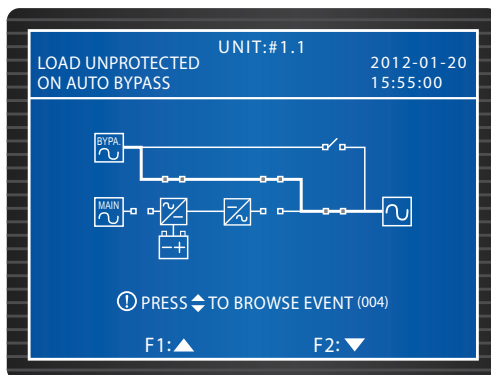 UNIT:#1.1
LOAD UNPROTECTED
ON AUTO BYPASS
2012-01-20
15:55:00
BYPA.
MAIN
PRESS TO BROWSE EVENT (004)
F1:
F2: